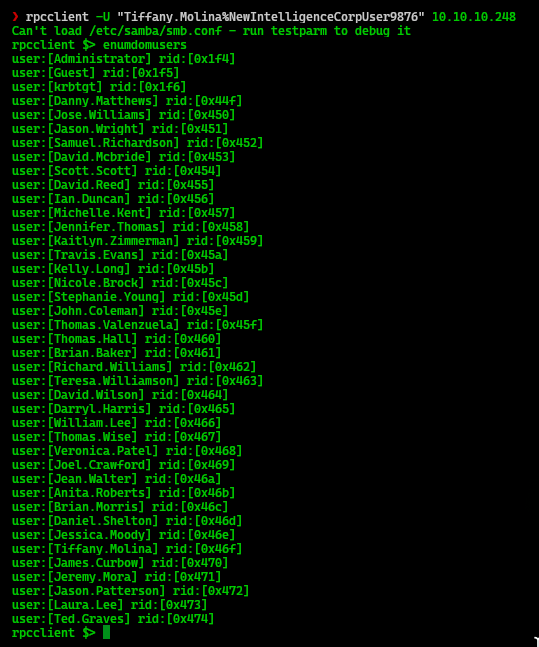 ❯ rpcclient -U "Tiffany.Molina%NewIntelligenceCorpUser9876" 10.10.10.248
Can't load /etc/samba/smb.conf - run testparm to debug it
rpcclient $> enumdomusers
user:[Administrator] rid:[0x1f4]
user:[Guest] rid:[0x1f5]
user:[krbtgt] rid:[0x1f6]
user:[Danny.Matthews] rid:[0x44f]
user:[Jose.Williams] rid:[0x450]
user:[Jason.Wright] rid:[0x451]
user:[Samuel.Richardson] rid:[0x452]
user:[David.Mcbride] rid:[0x453]
user:[Scott.Scott] rid:[0x454]
user:[David.Reed] rid:[0x455]
user:[Ian.Duncan] rid:[0x456]
user:[Michelle.Kent] rid:[0x457]
user:[Jennifer.Thomas] rid:[0x458]
user:[Kaitlyn.Zimmerman] rid:[0x459]
user:[Travis.Evans] rid:[0x45a]
user:[Kelly.Long] rid:[0x45b]
user:[Nicole.Brock] rid:[0x45c]
user:[Stephanie.Young] rid:[0x45d]
user:[John.Coleman] rid:[0x45e]
user:[Thomas.Valenzuela] rid:[0x45f]
user:[Thomas.Hall] rid:[0x460]
user:[Brian.Baker] rid:[0x461]
user:[Richard.Williams] rid:[0x462]
user:[Teresa.Williamson] rid:[0x463]
user:[David.Wilson] rid:[0x464]
user:[Darryl.Harris] rid:[0x465]
user:[William.Lee] rid:[0x466]
user:[Thomas.Wise] rid:[0x467]
user:[Veronica.Patel] rid:[0x468]
user:[Joel.Crawford] rid:[0x469]
user:[Jean.Walter] rid:[0x46a]
user:[Anita.Roberts] rid:[0x46b]
user:[Brian.Morris] rid:[0x46c]
user:[Daniel.Shelton] rid:[0x46d]
user:[Jessica.Moody] rid:[0x46e]
user:[Tiffany.Molina] rid:[0x46f]
user:[James.Curbow] rid:[0x470]
user:[Jeremy.Mora] rid:[0x471]
user:[Jason.Patterson] rid:[0x472]
user:[Laura.Lee] rid:[0x473]
user:[Ted.Graves] rid:[0x474]
rpcclient $>